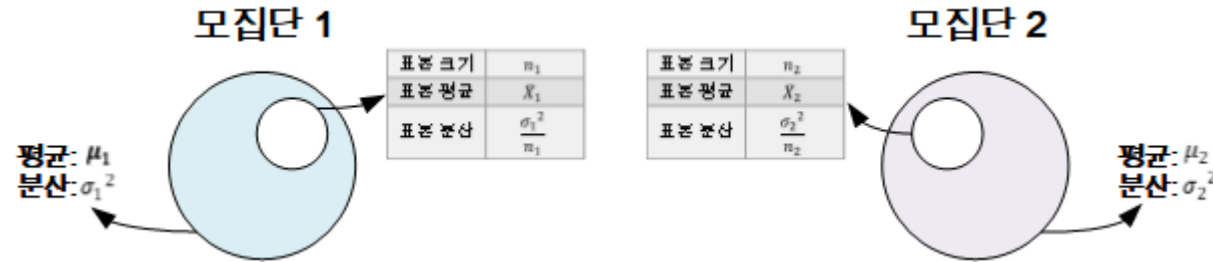 모집단 1
모집단 2
표본 크기 n₁
표본 평균 X̄₁
표본 분산 σ₁²/n₁
표본 크기 n₂
표본 평균 X̄₂
표본 분산 σ₂²/n₂
평균: μ₁
분산: σ₁²
평균: μ₂
분산: σ₂²